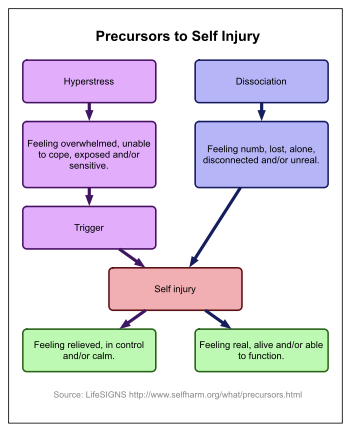 Precursors to Self Injury
Hyperstress
Dissociation
Feeling overwhelmed, unable
to cope, exposed and/or
sensitive.
Feeling numb, lost, alone,
disconnected and/or unreal.
Trigger
Self injury
Feeling relieved, in control
and/or calm.
Feeling real, alive and/or able
to function.
Source: LifeSIGNS http://www.selfharm.org/what/precursors.html